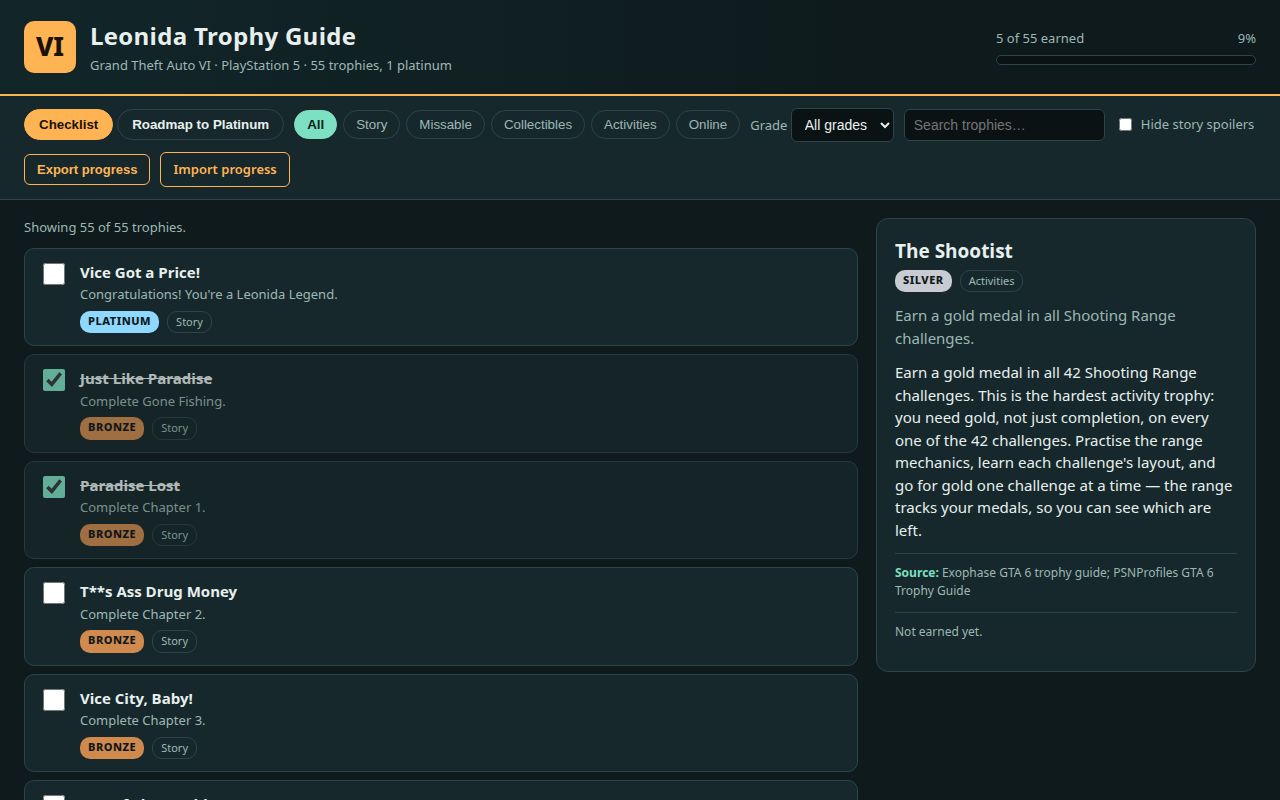 VI
Leonida Trophy Guide
Grand Theft Auto VI · PlayStation 5 · 55 trophies, 1 platinum
5 of 55 earned 9%
Checklist Roadmap to Platinum All Story Missable Collectibles Activities Online Grade All grades Search trophies… Hide story spoilers
Export progress Import progress
Showing 55 of 55 trophies.
Vice Got a Price!
Congratulations! You're a Leonida Legend.
PLATINUM Story
Just Like Paradise
Complete Gone Fishing.
BRONZE Story
Paradise Lost
Complete Chapter 1.
BRONZE Story
T**s Ass Drug Money
Complete Chapter 2.
BRONZE Story
Vice City, Baby!
Complete Chapter 3.
BRONZE Story
The Shootist
SILVER Activities
Earn a gold medal in all Shooting Range
challenges.
Earn a gold medal in all 42 Shooting Range
challenges. This is the hardest activity trophy:
you need gold, not just completion, on every
one of the 42 challenges. Practise the range
mechanics, learn each challenge's layout, and
go for gold one challenge at a time — the range
tracks your medals, so you can see which are
left.
Source: Exophase GTA 6 trophy guide; PSNProfiles GTA 6
Trophy Guide
Not earned yet.